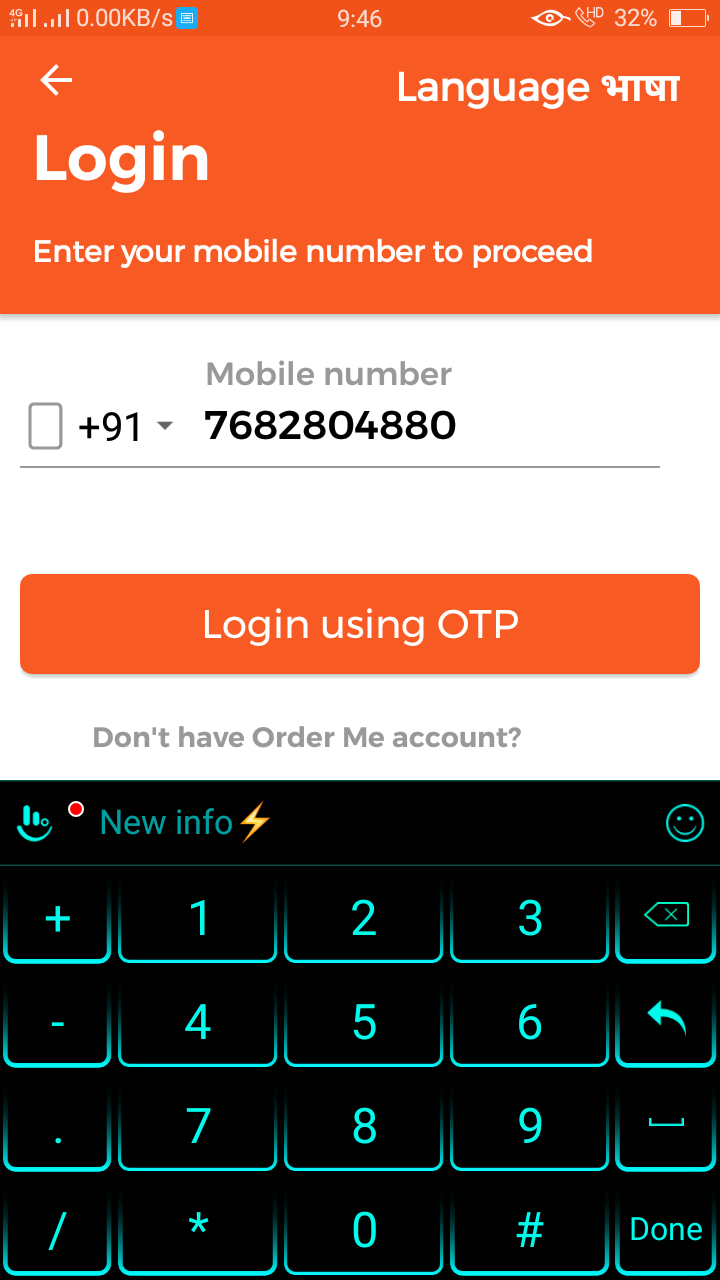 4G 0.00KB/s 9:46 HD 32%
Language भाषा
Login
Enter your mobile number to proceed
Mobile number
+91 7682804880
Login using OTP
Don't have Order Me account?
New info⚡
+ 1 2 3
- 4 5 6
. 7 8 9
/ * 0 # Done